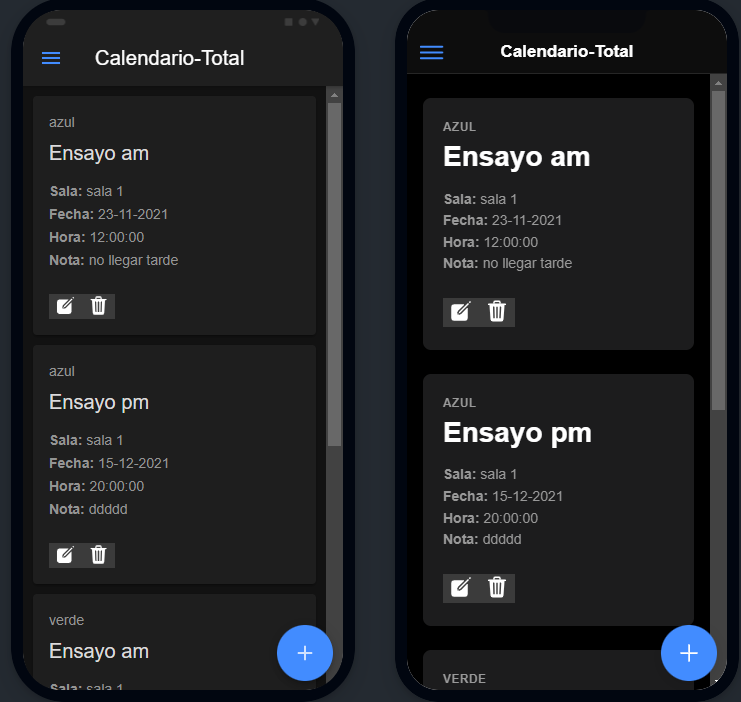 Calendario-Total
azul
Ensayo am
Sala: sala 1
Fecha: 23-11-2021
Hora: 12:00:00
Nota: no llegar tarde
azul
Ensayo pm
Sala: sala 1
Fecha: 15-12-2021
Hora: 20:00:00
Nota: ddddd
verde
Ensayo am
Sala: sala 1
Calendario-Total
AZUL
Ensayo am
Sala: sala 1
Fecha: 23-11-2021
Hora: 12:00:00
Nota: no llegar tarde
AZUL
Ensayo pm
Sala: sala 1
Fecha: 15-12-2021
Hora: 20:00:00
Nota: ddddd
VERDE